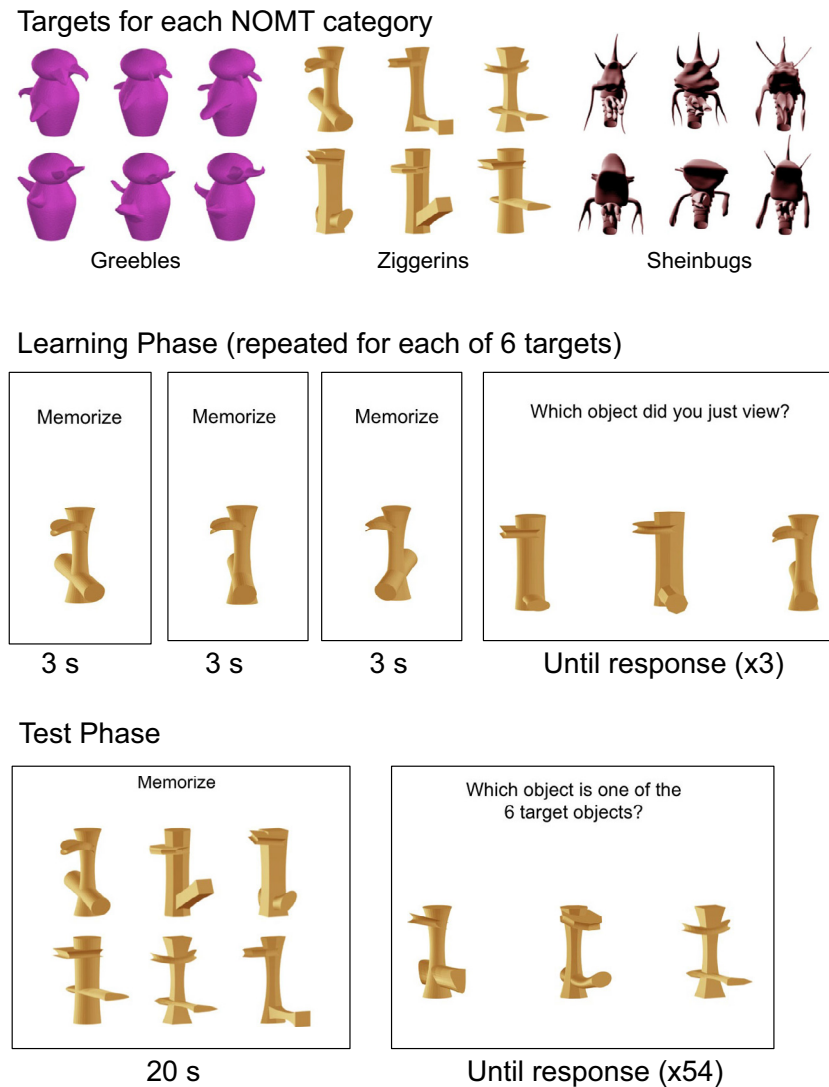 Targets for each NOMT category
Greebles
Ziggerins
Sheinbugs
Learning Phase (repeated for each of 6 targets)
Memorize
Memorize
Memorize
Which object did you just view?
3 s
3 s
3 s
Until response (x3)
Test Phase
Memorize
Which object is one of the
6 target objects?
20 s
Until response (x54)